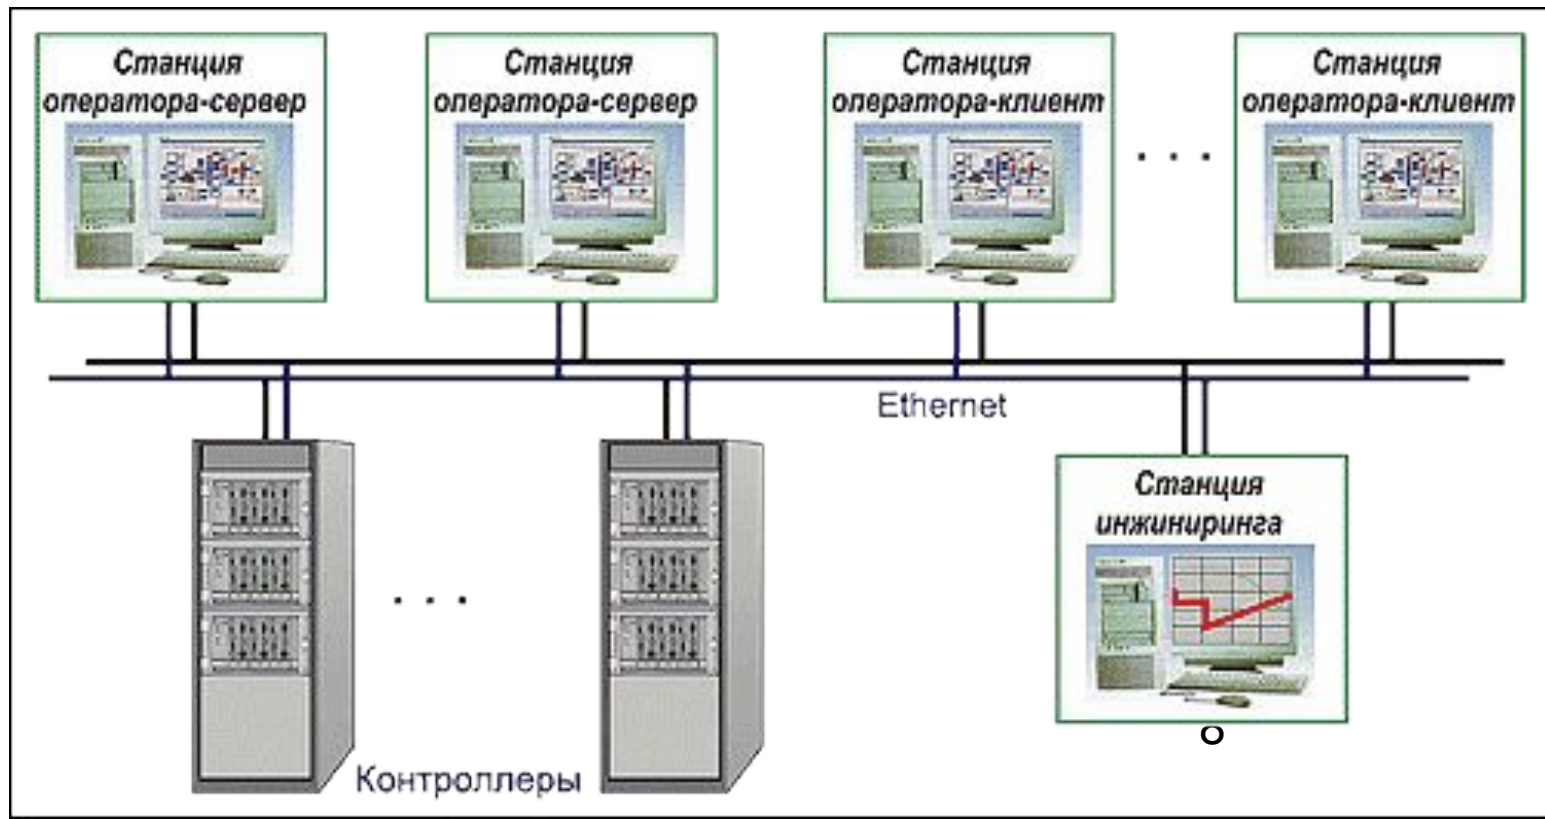 Станция
оператора-сервер
Станция
оператора-сервер
Станция
оператора-клиент
. . .
Станция
оператора-клиент
Ethernet
Станция
инжиниринга
. . .
Контроллеры